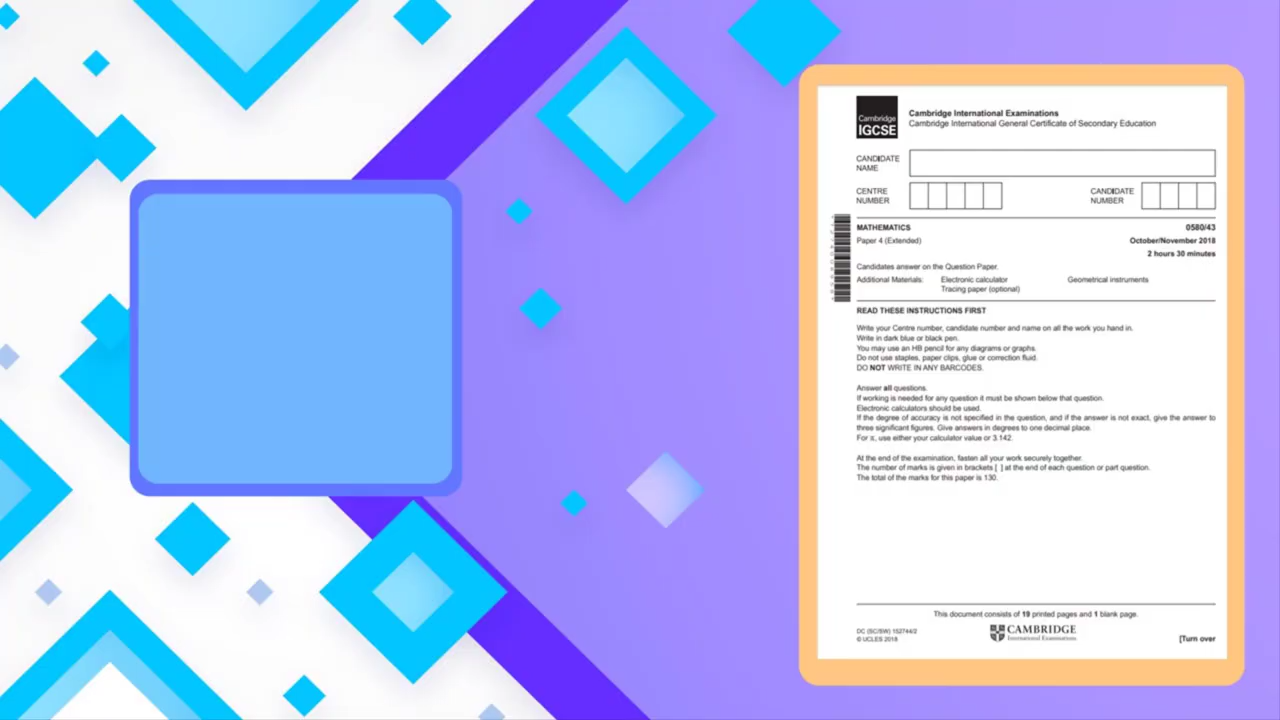 Cambridge
IGCSE
Cambridge International Examinations
Cambridge International General Certificate of Secondary Education
CANDIDATE
NAME
CENTRE
NUMBER
CANDIDATE
NUMBER
MATHEMATICS 0580/43
Paper 4 (Extended) October/November 2018
2 hours 30 minutes
Candidates answer on the Question Paper.
Additional Materials: Electronic calculator Geometrical instruments
Tracing paper (optional)
READ THESE INSTRUCTIONS FIRST
Write your Centre number, candidate number and name on all the work you hand in.
Write in dark blue or black pen.
You may use an HB pencil for any diagrams or graphs.
Do not use staples, paper clips, glue or correction fluid.
DO NOT WRITE IN ANY BARCODES.
Answer all questions.
If working is needed for any question it must be shown below that question.
Electronic calculators should be used.
If the degree of accuracy is not specified in the question, and if the answer is not exact, give the answer to
three significant figures. Give answers in degrees to one decimal place.
For π, use either your calculator value or 3.142.
At the end of the examination, fasten all your work securely together.
The number of marks is given in brackets [ ] at the end of each question or part question.
The total of the marks for this paper is 130.
This document consists of 19 printed pages and 1 blank page.
DC (SC/SW) 152744/2
© UCLES 2018
CAMBRIDGE
International Examinations
[Turn over